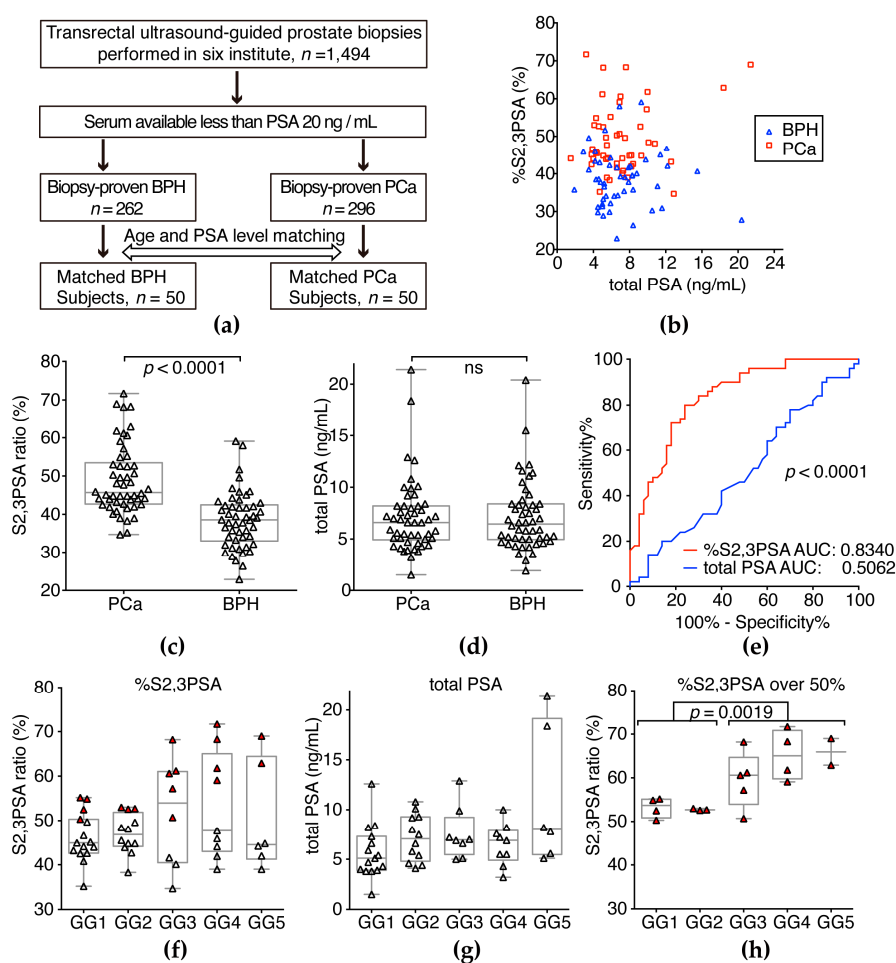 Transrectal ultrasound-guided prostate biopsies
performed in six institute, n =1,494
Serum available less than PSA 20 ng / mL
Biopsy-proven BPH
n = 262
Biopsy-proven PCa
n = 296
Age and PSA level matching
Matched BPH
Subjects, n = 50
Matched PCa
Subjects, n = 50
(a)
%S2,3PSA (%)
80
70
60
50
40
30
20
0 4 8 12 16 20 24
total PSA (ng/mL)
BPH
PCa
(b)
S2,3PSA ratio (%)
80
70
60
50
40
30
20
p < 0.0001
PCa BPH
(c)
total PSA (ng/mL)
20
15
10
5
0
ns
PCa BPH
(d)
Sensitivity%
100
80
60
40
20
0
p < 0.0001
%S2,3PSA AUC: 0.8340
total PSA AUC: 0.5062
0 20 40 60 80 100
100% - Specificity%
(e)
%S2,3PSA
S2,3PSA ratio (%)
80
70
60
50
40
30
GG1 GG2 GG3 GG4 GG5
(f)
total PSA
total PSA (ng/mL)
20
15
10
5
0
GG1 GG2 GG3 GG4 GG5
(g)
%S2,3PSA over 50%
p = 0.0019
S2,3PSA ratio (%)
80
70
60
50
40
30
GG1 GG2 GG3 GG4 GG5
(h)